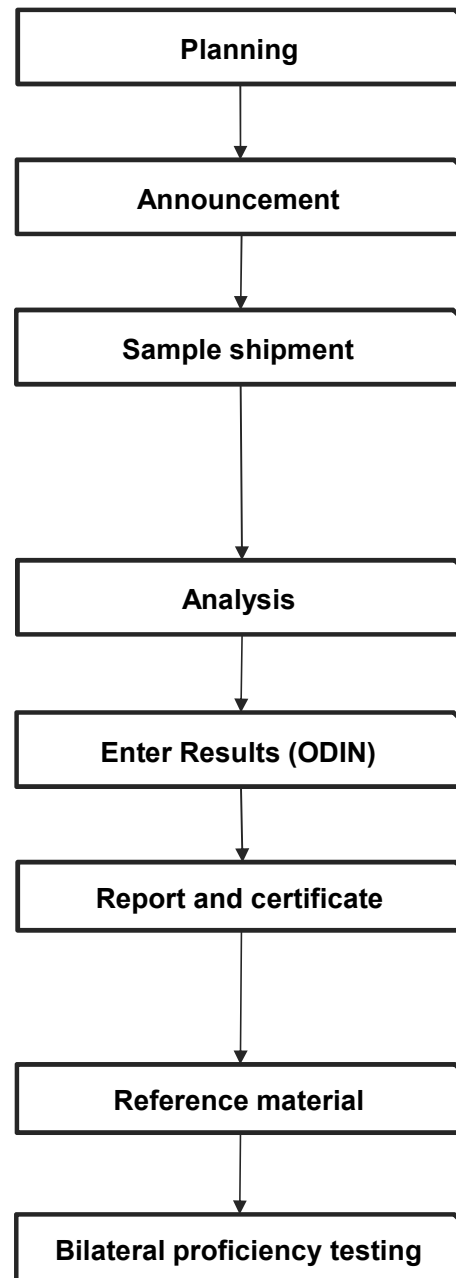 Planning
Announcement
Sample shipment
Analysis
Enter Results (ODIN)
Report and certificate
Reference material
Bilateral proficiency testing